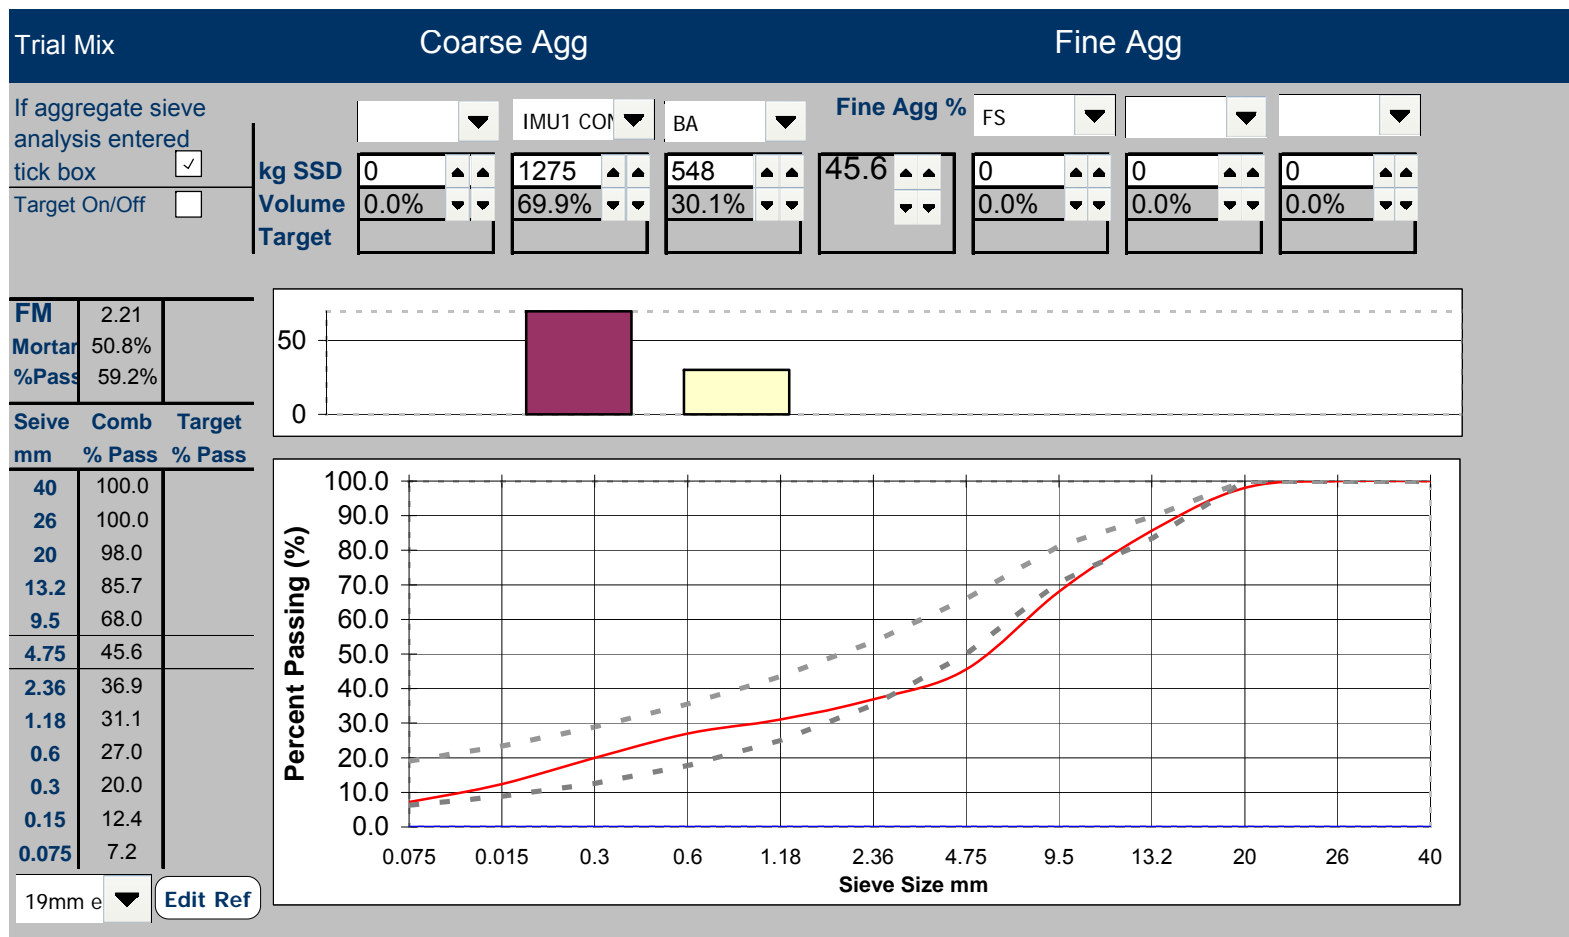 Trial Mix Coarse Agg Fine Agg
If aggregate sieve
analysis entered
tick box
Target On/Off
IMU1 CON BA Fine Agg % FS
kg SSD 0 1275 548 45.6 0 0 0
Volume 0.0% 69.9% 30.1% 0.0% 0.0% 0.0%
Target
FM 2.21
Mortar 50.8%
%Pass 59.2%
Seive Comb Target
mm % Pass % Pass
40 100.0
26 100.0
20 98.0
13.2 85.7
9.5 68.0
4.75 45.6
2.36 36.9
1.18 31.1
0.6 27.0
0.3 20.0
0.15 12.4
0.075 7.2
19mm e Edit Ref
50
0
Percent Passing (%)
100.0
90.0
80.0
70.0
60.0
50.0
40.0
30.0
20.0
10.0
0.0
0.075 0.015 0.3 0.6 1.18 2.36 4.75 9.5 13.2 20 26 40
Sieve Size mm